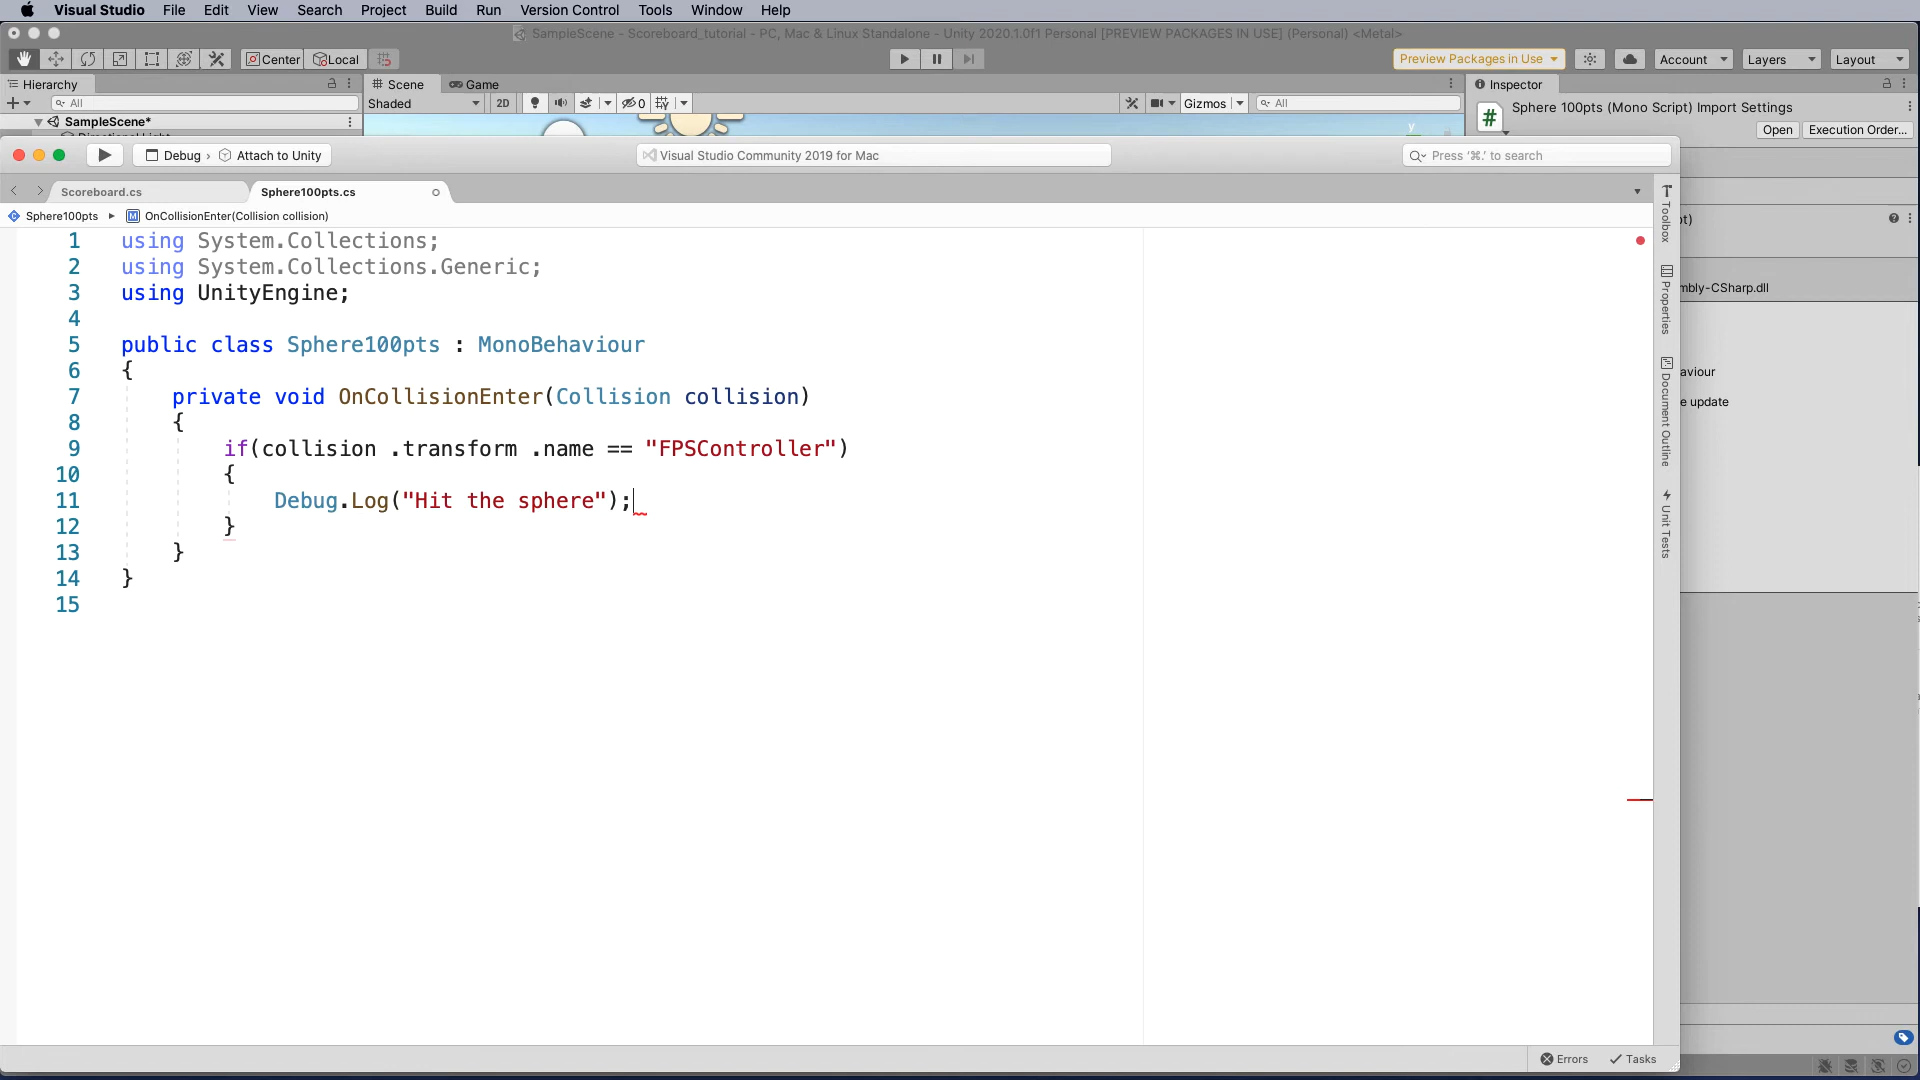 Visual Studio File Edit View Search Project Build Run Version Control Tools Window Help
SampleScene - Scoreboard_tutorial - PC, Mac & Linux Standalone - Unity 2020.1.0f1 Personal [PREVIEW PACKAGES IN USE] (Personal) <Metal>
Center Local Preview Packages in Use Account Layers Layout
Hierarchy Scene Game Inspector
All Shaded 2D 0 Gizmos All Sphere 100pts (Mono Script) Import Settings
SampleScene*
Open Execution Order...
Directional Light
Debug › Attach to Unity Visual Studio Community 2019 for Mac Press '⌘.' to search
Scoreboard.cs Sphere100pts.cs
Sphere100pts OnCollisionEnter(Collision collision)
1 using System.Collections;
2 using System.Collections.Generic;
3 using UnityEngine;
4
5 public class Sphere100pts : MonoBehaviour
6 {
7 private void OnCollisionEnter(Collision collision)
8 {
9 if(collision .transform .name == "FPSController")
10 {
11 Debug.Log("Hit the sphere");
12 }
13 }
14 }
15
Toolbox
Properties
Document Outline
Unit Tests
pt)
mbly-CSharp.dll
aviour
e update
Errors Tasks